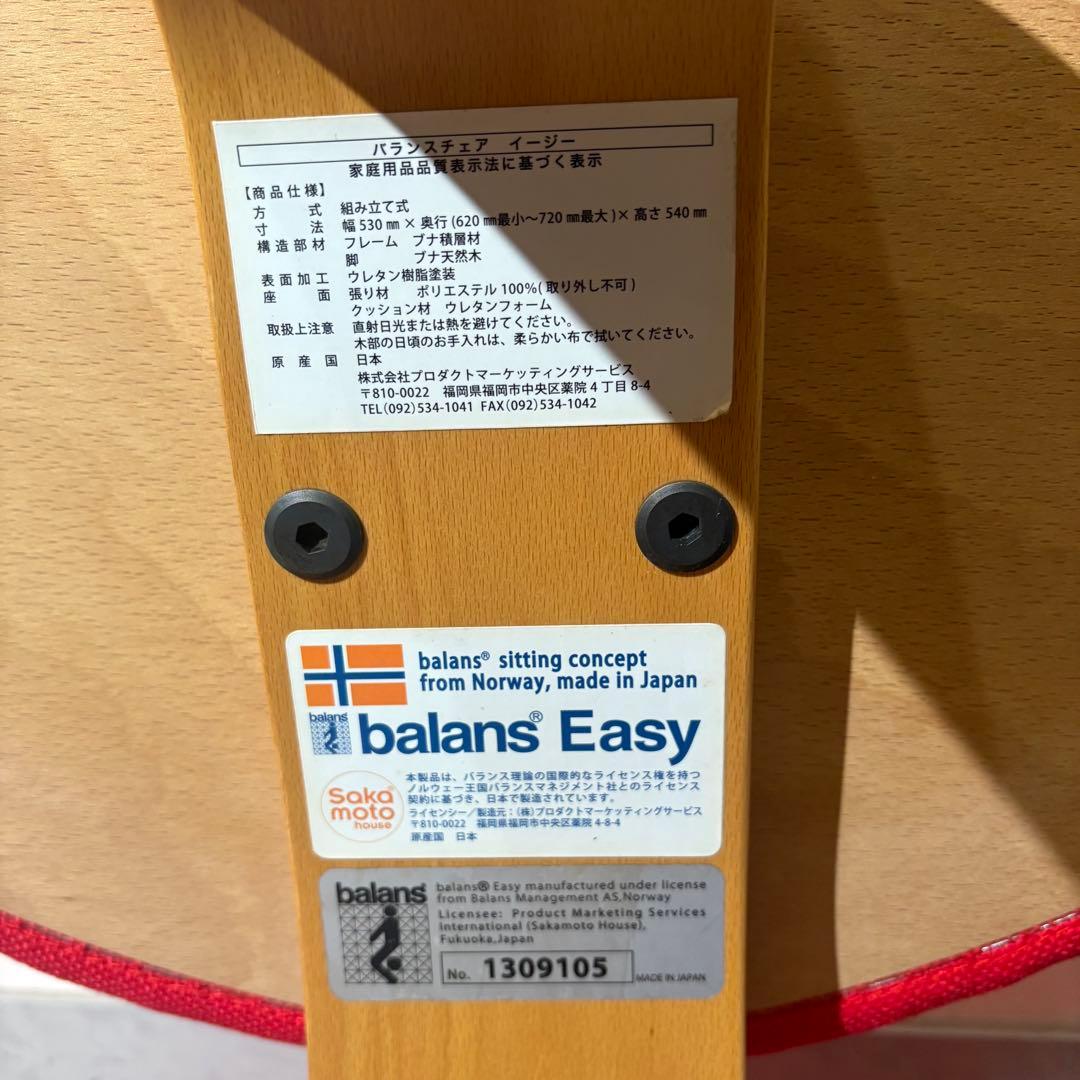 バランスチェア　イージー
家庭用品品質表示法に基づく表示
【商品仕様】
方　　式　組み立て式
寸　　法　幅 530 ㎜ × 奥行 (620 ㎜最小～720 ㎜最大 )× 高さ 540 ㎜
構造部材　フレーム　ブナ積層材
脚　　　ブナ天然木
表面加工　ウレタン樹脂塗装
座　　面　張り材　　ポリエステル 100%( 取り外し不可 )
クッション材　ウレタンフォーム
取扱上注意　直射日光または熱を避けてください。
木部の日頃のお手入れは、柔らかい布で拭いてください。
原　産　国　日本
株式会社プロダクトマーケッティングサービス
〒810-0022　福岡県福岡市中央区薬院 4 丁目 8-4
TEL(092)534-1041 FAX(092)534-1042
balans® sitting concept
from Norway, made in Japan
balans
balans® Easy
本製品は、バランス理論の国際的なライセンス権を持つ
ノルウェー王国バランスマネジメント社とのライセンス
契約に基づき、日本で製造されています。
ライセンシー/製造元：(株)プロダクトマーケッティングサービス
〒810-0022　福岡県福岡市中央区薬院 4-8-4
原産国　日本
Saka
moto
house
balans
balans® Easy manufactured under license
from Balans Management AS,Norway
Licensee: Product Marketing Services
International (Sakamoto House),
Fukuoka,Japan
No. 1309105
MADE IN JAPAN